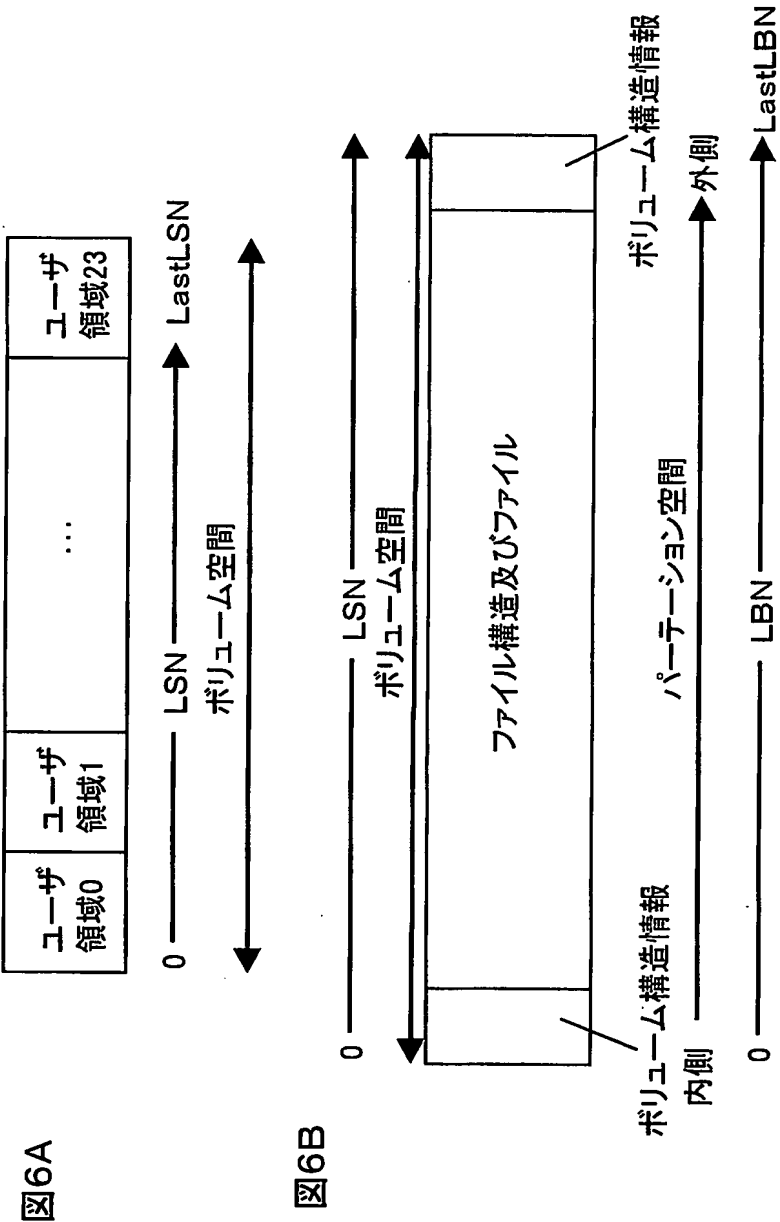 図6A
ユーザ
領域0
ユーザ
領域1
…
ユーザ
領域23
0
LSN
LastLSN
ボリューム空間
図6B
0
LSN
ボリューム空間
ファイル構造及びファイル
ボリューム構造情報
ボリューム構造情報
内側
パーテーション空間
外側
0
LBN
LastLBN